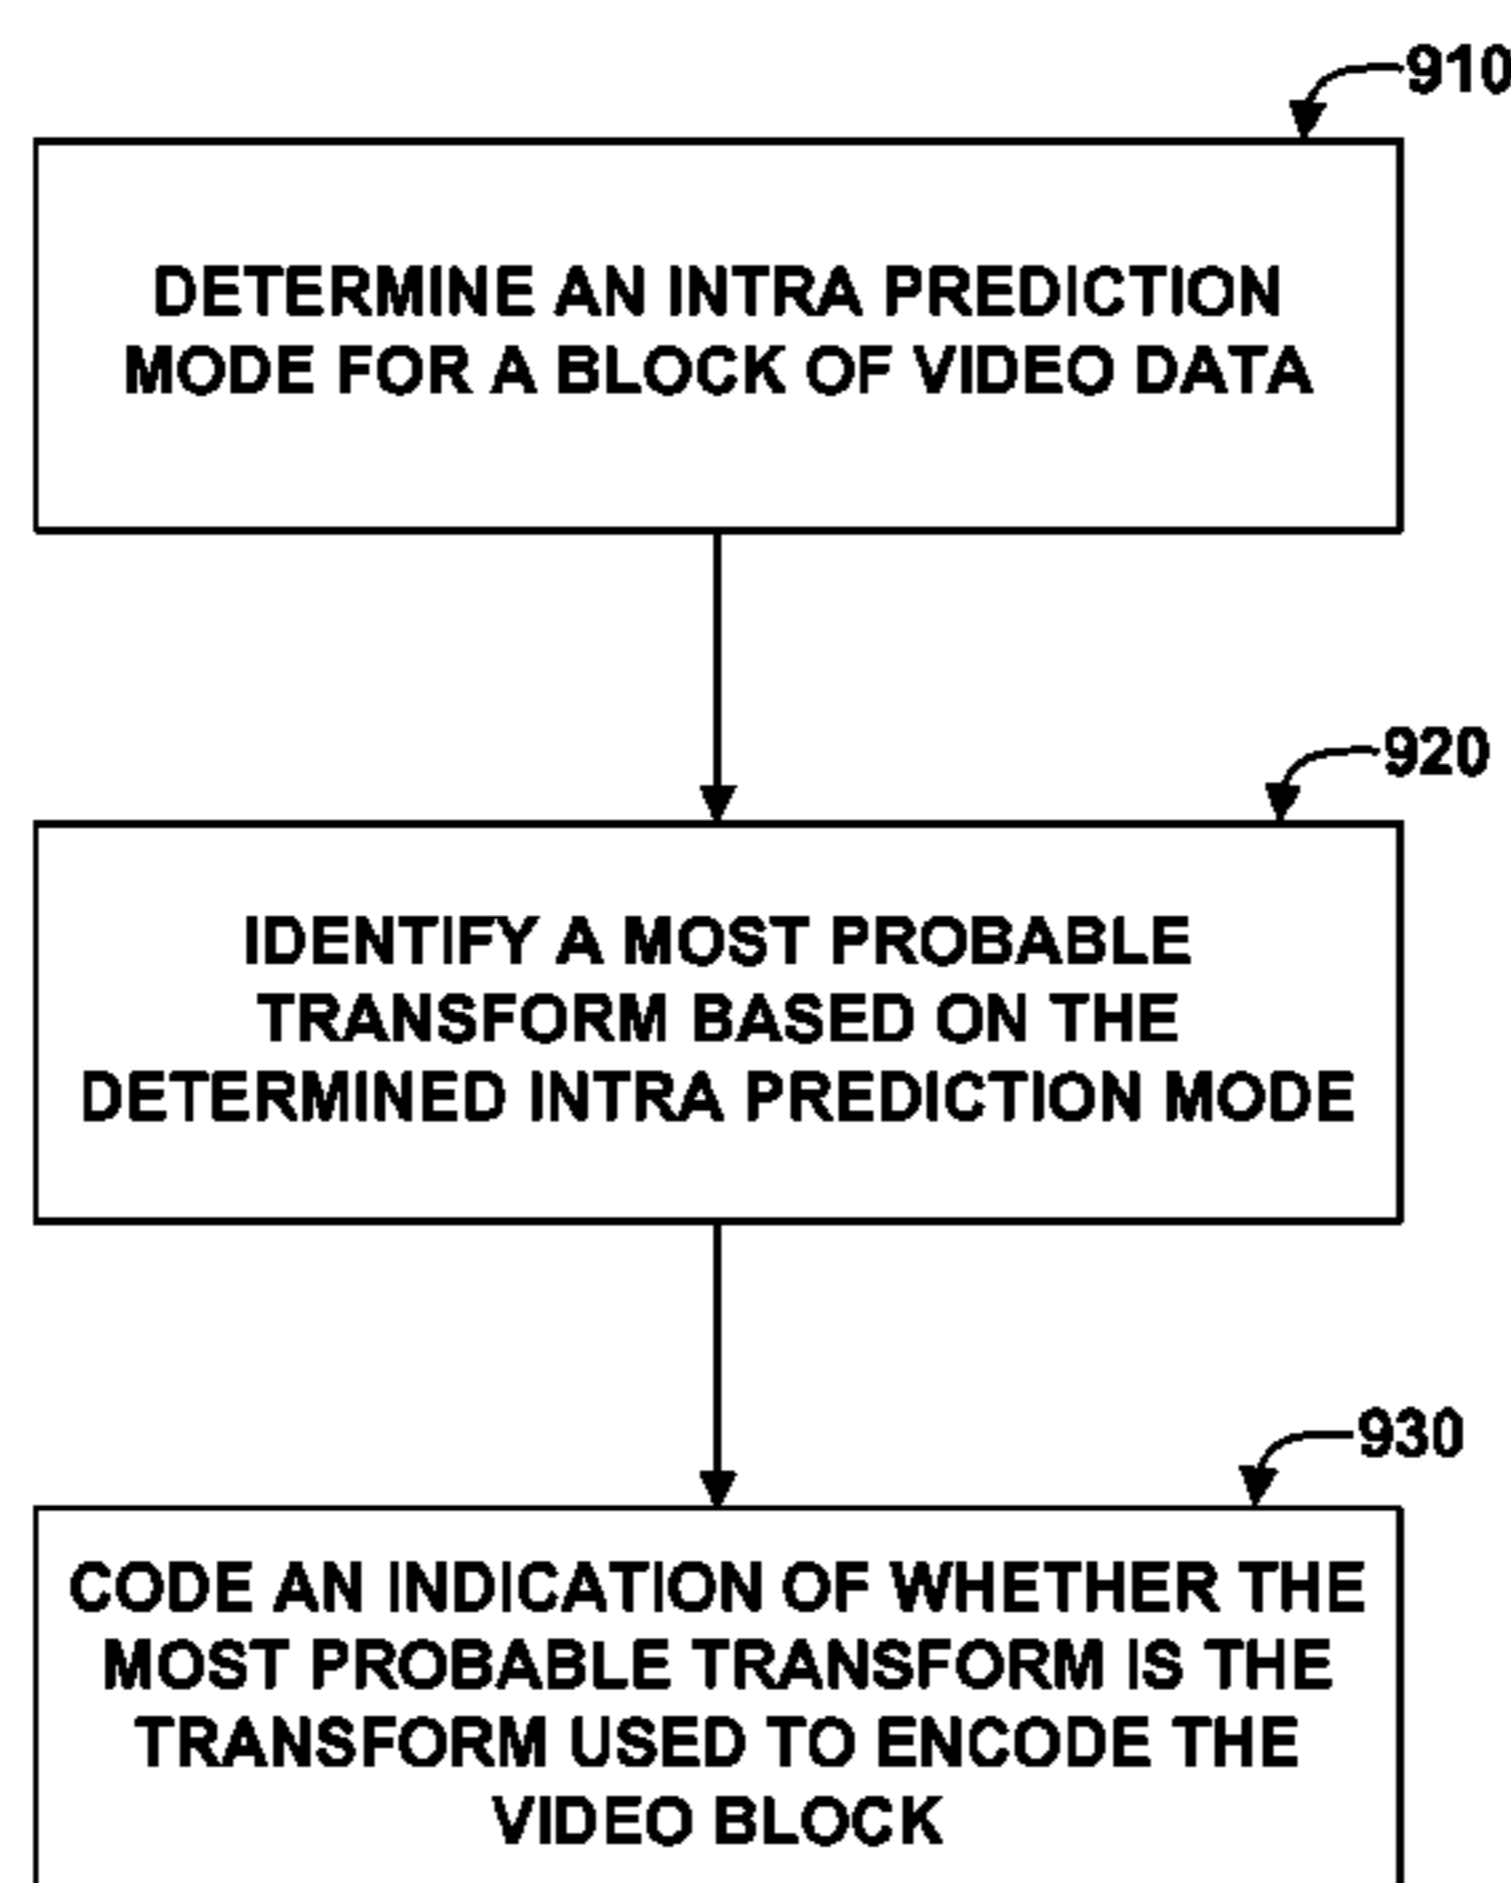 910
DETERMINE AN INTRA PREDICTION
MODE FOR A BLOCK OF VIDEO DATA
920
IDENTIFY A MOST PROBABLE
TRANSFORM BASED ON THE
DETERMINED INTRA PREDICTION MODE
930
CODE AN INDICATION OF WHETHER THE
MOST PROBABLE TRANSFORM IS THE
TRANSFORM USED TO ENCODE THE
VIDEO BLOCK